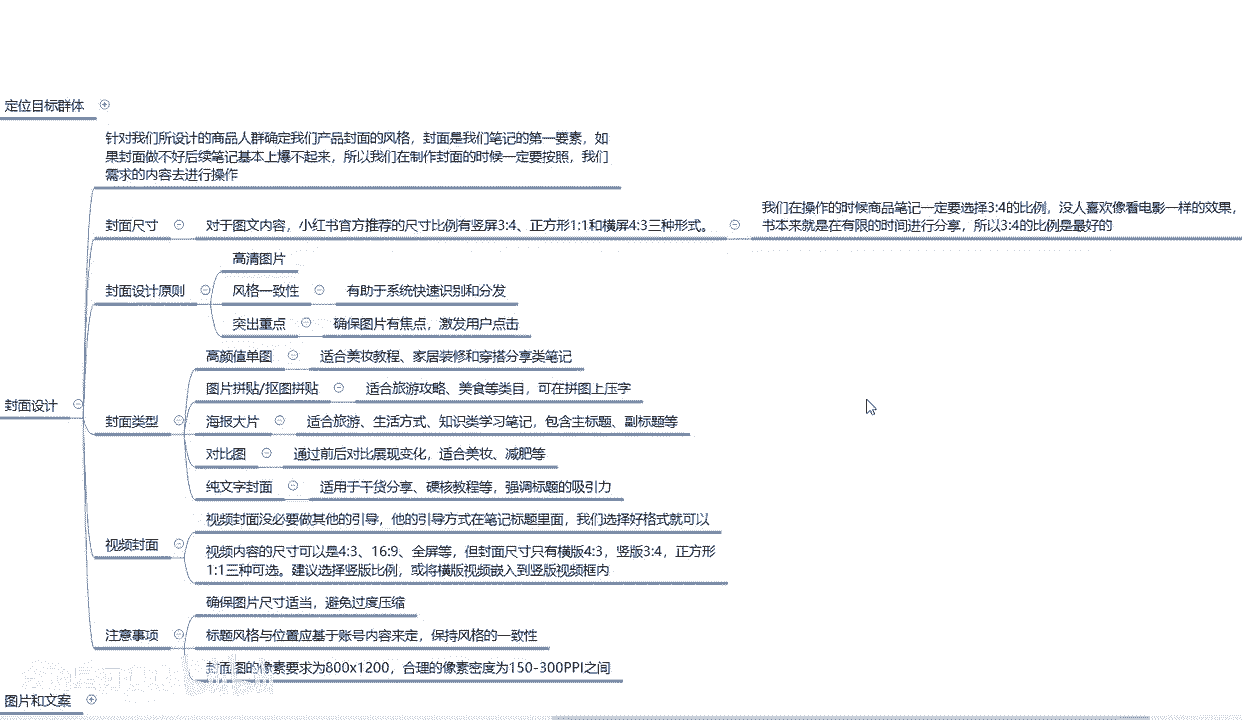 定位目标群体
针对我们所设计的商品人群确定我们产品封面的风格，封面是我们笔记的第一要素，如
果封面做不好后续笔记基本上爆不起来，所以我们在制作封面的时候一定要按照，我们
需求的内容去进行操作
封面尺寸
对于图文内容，小红书官方推荐的尺寸比例有竖屏3:4、正方形1:1和横屏4:3三种形式。
我们在操作的时候商品笔记一定要选择3:4的比例，没人喜欢像看电影一样的效果，
书本来就是在有限的时间进行分享，所以3:4的比例是最好的
封面设计原则
高清图片
风格一致性
有助于系统快速识别和分发
突出重点
确保图片有焦点，激发用户点击
封面设计
封面类型
高颜值单图
适合美妆教程、家居装修和穿搭分享类笔记
图片拼贴/抠图拼贴
适合旅游攻略、美食等类目，可在拼图上压字
海报大片
适合旅游、生活方式、知识类学习笔记，包含主标题、副标题等
对比图
通过前后对比展现变化，适合美妆、减肥等
纯文字封面
适用于干货分享、硬核教程等，强调标题的吸引力
视频封面
视频封面没必要做其他的引导，他的引导方式在笔记标题里面，我们选择好格式就可以
视频内容的尺寸可以是4:3、16:9、全屏等，但封面尺寸只有横版4:3，竖版3:4，正方形
1:1三种可选。建议选择竖版比例，或将横版视频嵌入到竖版视频框内
注意事项
确保图片尺寸适当，避免过度压缩
标题风格与位置应基于账号内容来定，保持风格的一致性
封面图的像素要求为800x1200，合理的像素密度为150-300PPI之间
图片和文案